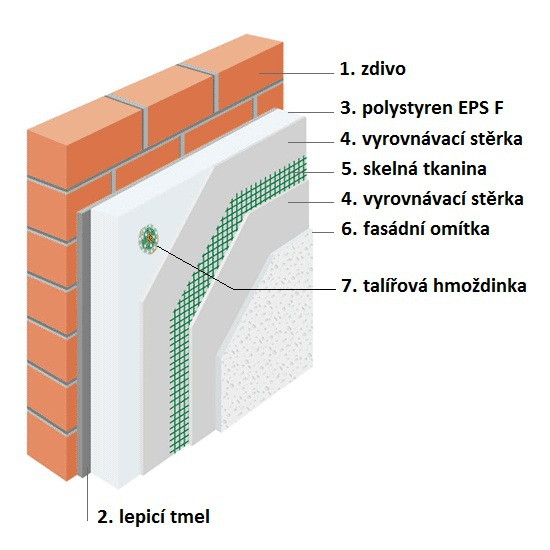 1. zdivo
3. polystyren EPS F
4. vyrovnávací stěrka
5. skelná tkanina
4. vyrovnávací stěrka
6. fasádní omítka
7. talířová hmoždinka
2. lepicí tmel